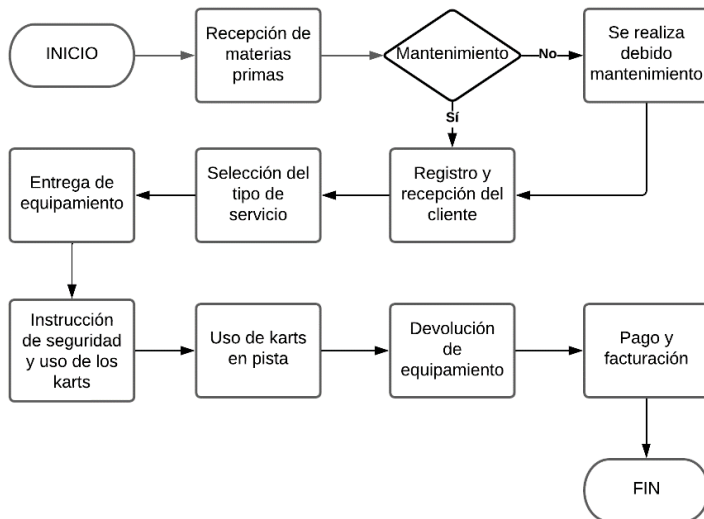 INICIO
Recepción de
materias
primas
Mantenimiento
No
Se realiza
debido
mantenimiento
Sí
Entrega de
equipamiento
Selección del
tipo de
servicio
Registro y
recepción del
cliente
Instrucción
de seguridad
y uso de los
karts
Uso de karts
en pista
Devolución
de
equipamiento
Pago y
facturación
FIN